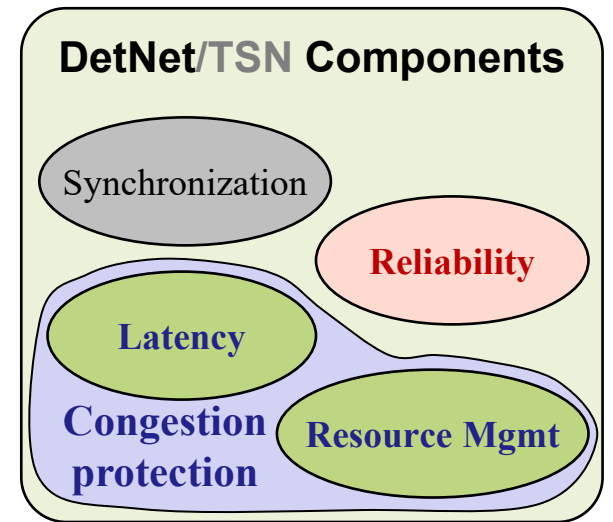 DetNet/TSN Components
Synchronization
Reliability
Latency
Congestion
protection
Resource Mgmt